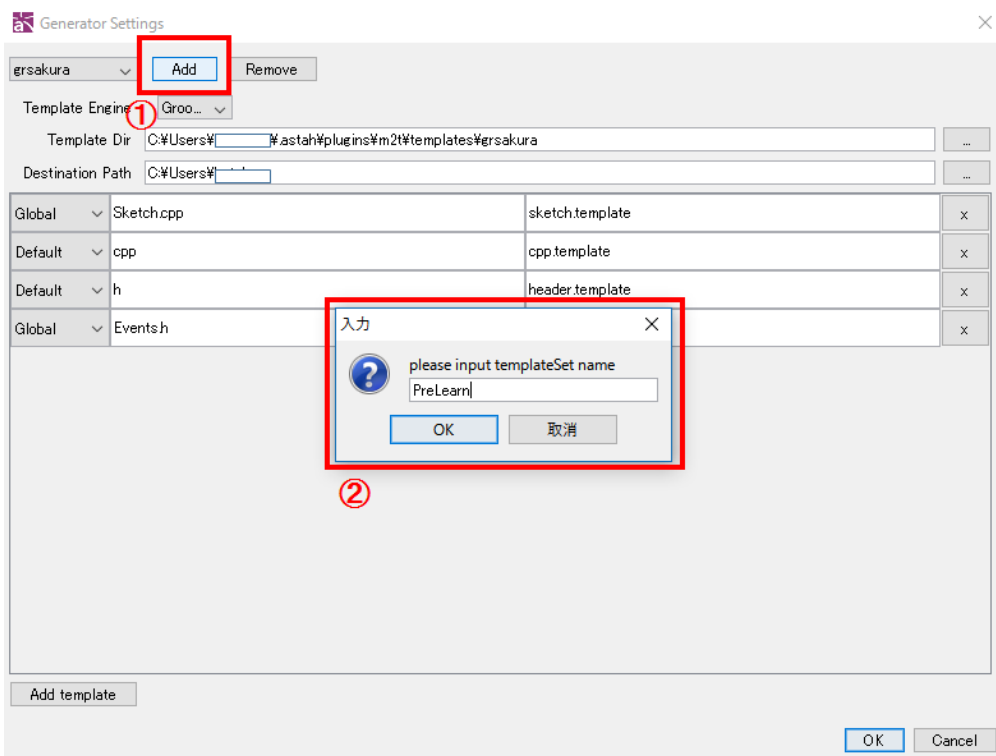 Generator Settings
grsakura Add Remove
①
Template Engine Groo...
Template Dir C:¥Users¥ ¥.astah¥plugins¥m2t¥templates¥grsakura ...
Destination Path C:¥Users¥ ...
Global Sketch.cpp sketch.template x
Default cpp cpp.template x
Default h header.template x
Global Events.h x
入力
please input templateSet name
PreLearn
OK 取消
②
Add template
OK Cancel